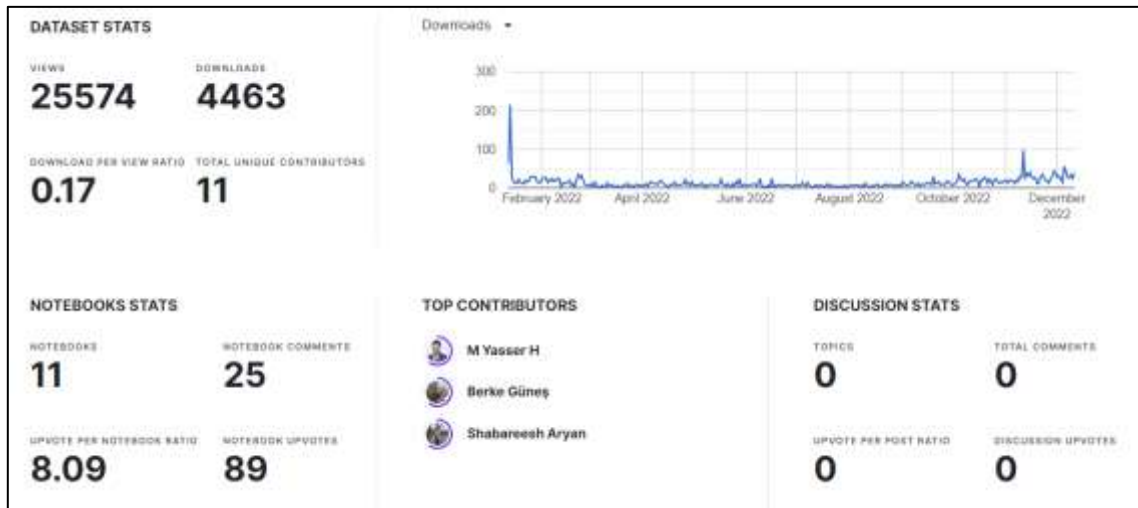 DATASET STATS
VIEWS
25574
DOWNLOADS
4463
DOWNLOAD PER VIEW RATIO
0.17
TOTAL UNIQUE CONTRIBUTORS
11
Downloads
300
200
100
0
February 2022
April 2022
June 2022
August 2022
October 2022
December
2022
NOTEBOOKS STATS
NOTEBOOKS
11
NOTEBOOK COMMENTS
25
UPVOTE PER NOTEBOOK RATIO
8.09
NOTEBOOK UPVOTES
89
TOP CONTRIBUTORS
M Yasser H
Berke Güneş
Shabareesh Aryan
DISCUSSION STATS
TOPICS
0
TOTAL COMMENTS
0
UPVOTE PER POST RATIO
0
DISCUSSION UPVOTES
0